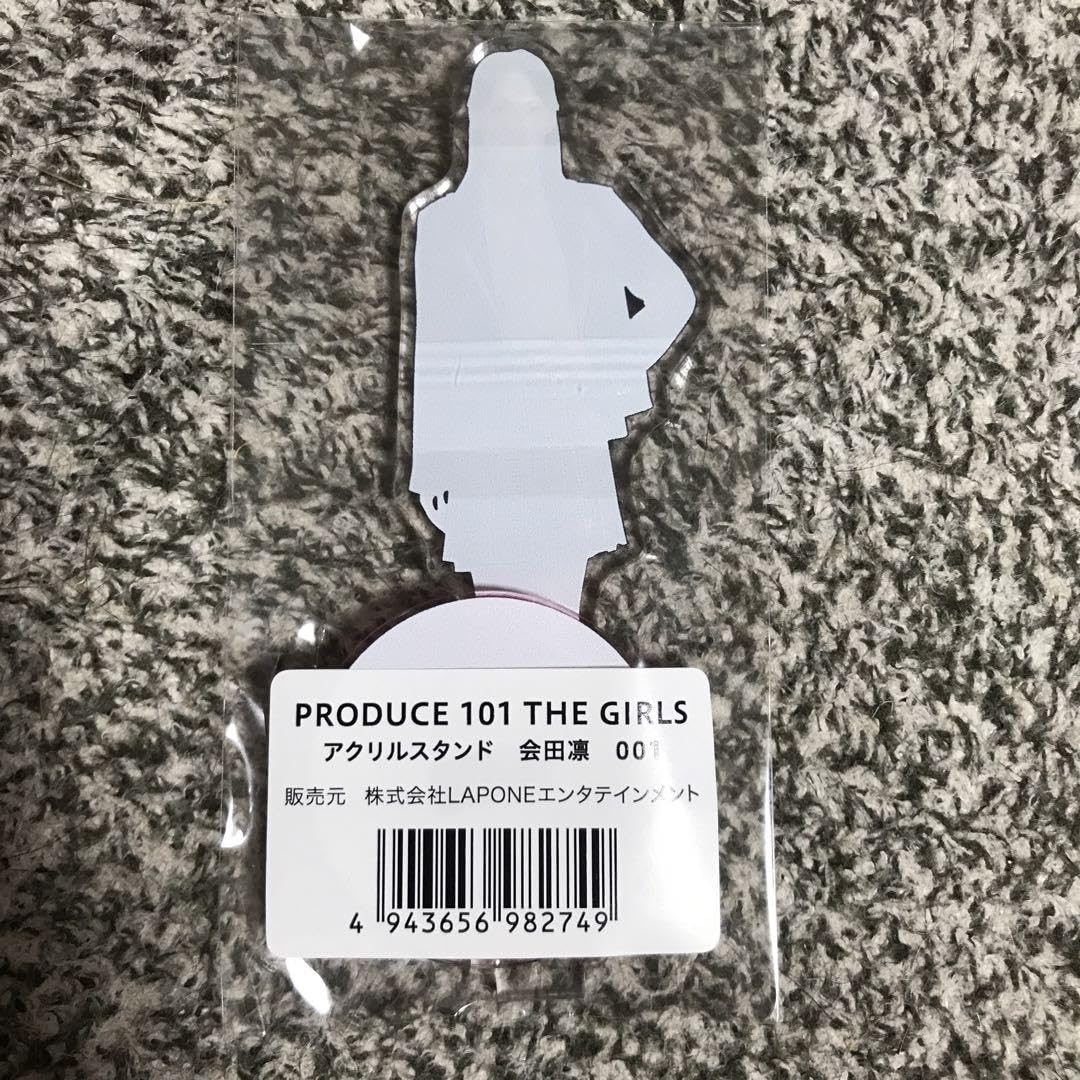 PRODUCE 101 THE GIRLS
アクリルスタンド　会田凛　001
販売元　株式会社LAPONEエンタテインメント
4 943656 982749